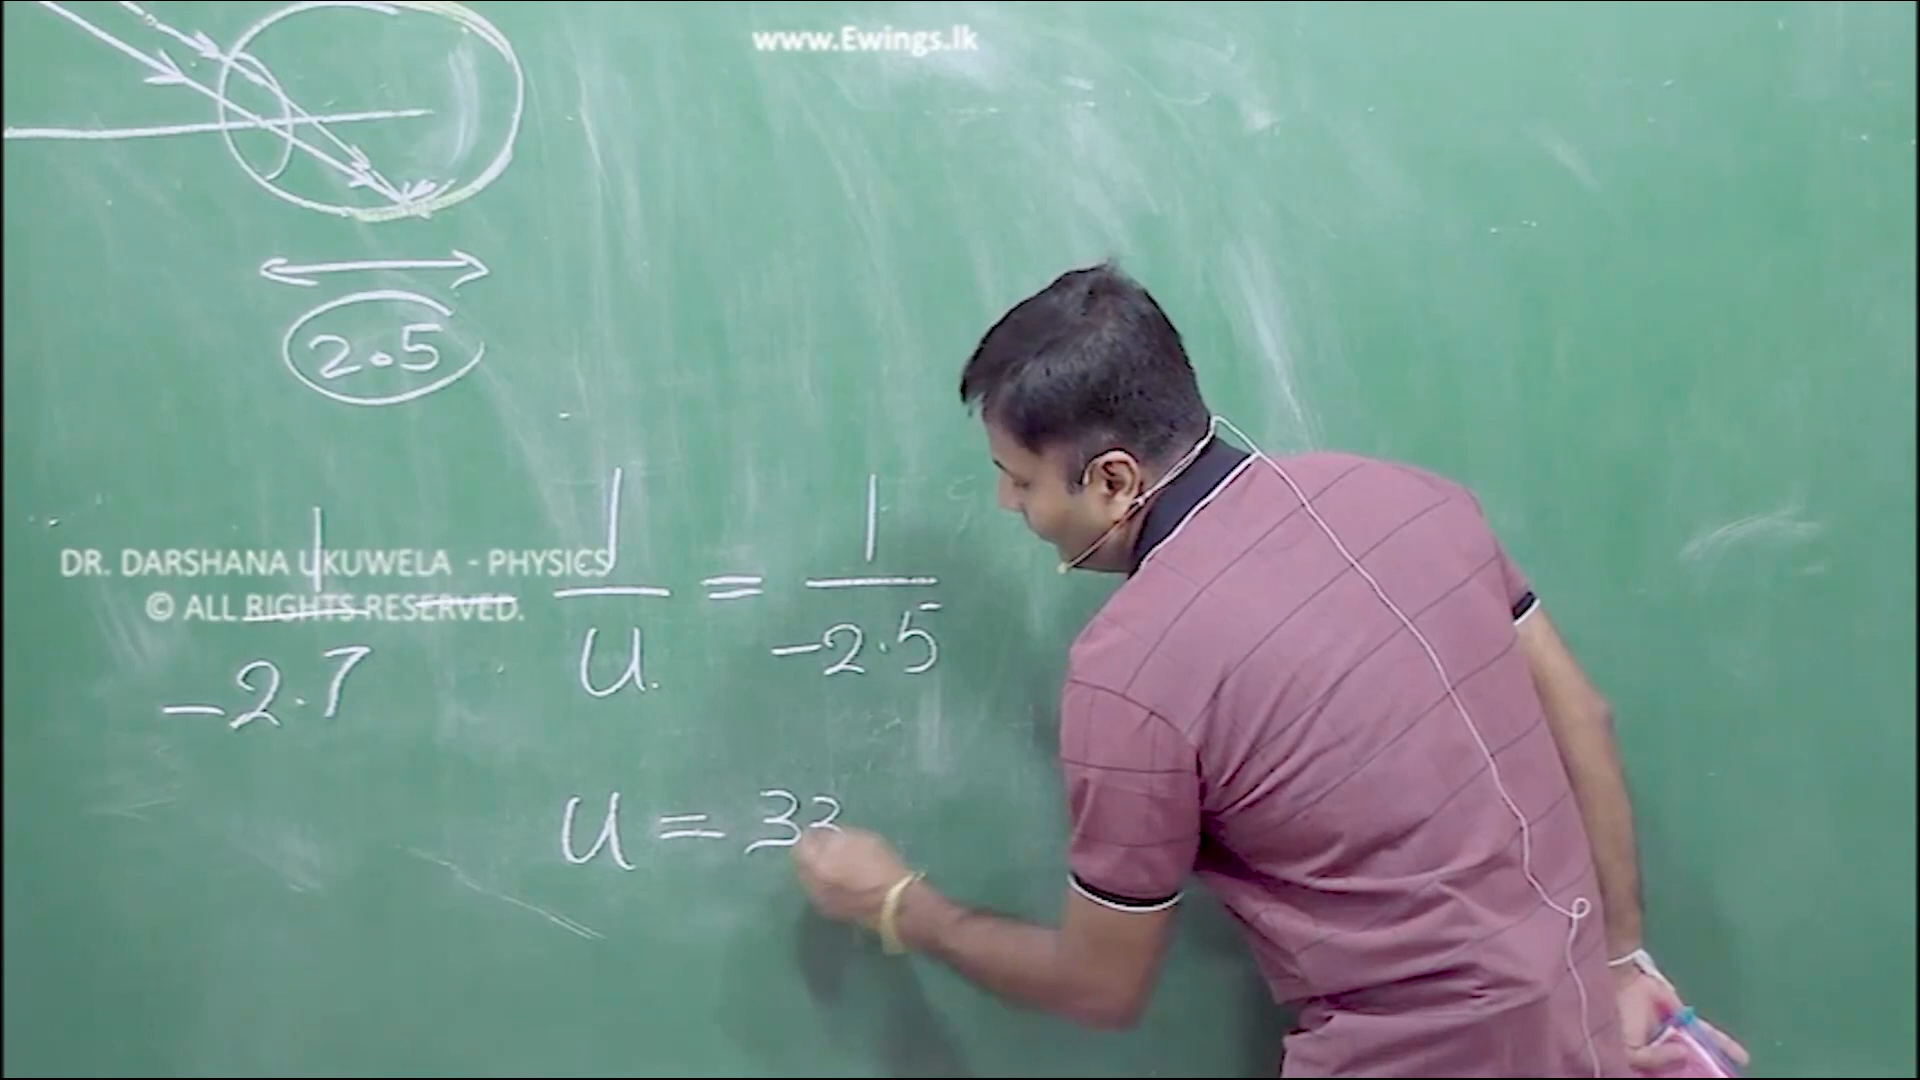 www.Ewings.lk
2.5
DR. DARSHANA UKUWELA - PHYSICS
© ALL RIGHTS RESERVED.
1/-2.7 - 1/u = 1/-2.5
u = 33